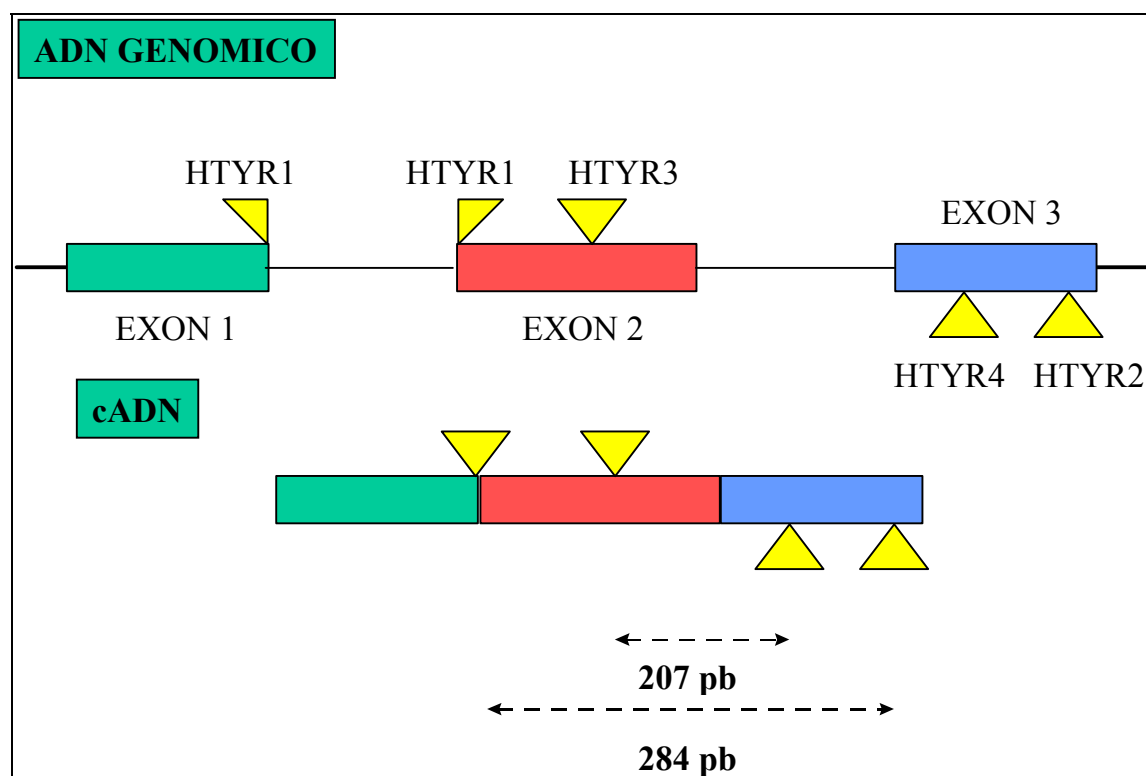 ADN GENOMICO
HTYR1 HTYR1 HTYR3
EXON 3
EXON 1 EXON 2
HTYR4 HTYR2
cADN
207 pb
284 pb